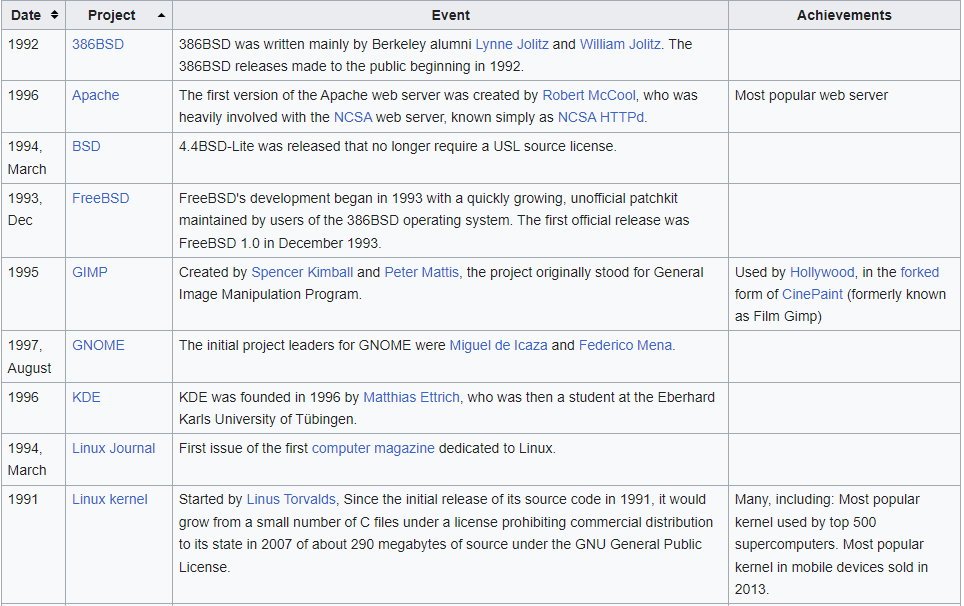 Date Project Event Achievements
1992 386BSD 386BSD was written mainly by Berkeley alumni Lynne Jolitz and William Jolitz. The
386BSD releases made to the public beginning in 1992.
1996 Apache The first version of the Apache web server was created by Robert McCool, who was Most popular web server
heavily involved with the NCSA web server, known simply as NCSA HTTPd.
1994, BSD 4.4BSD-Lite was released that no longer require a USL source license.
March
1993, FreeBSD FreeBSD's development began in 1993 with a quickly growing, unofficial patchkit
Dec maintained by users of the 386BSD operating system. The first official release was
FreeBSD 1.0 in December 1993.
1995 GIMP Created by Spencer Kimball and Peter Mattis, the project originally stood for General Used by Hollywood, in the forked
Image Manipulation Program. form of CinePaint (formerly known
as Film Gimp)
1997, GNOME The initial project leaders for GNOME were Miguel de Icaza and Federico Mena.
August
1996 KDE KDE was founded in 1996 by Matthias Ettrich, who was then a student at the Eberhard
Karls University of Tübingen.
1994, Linux Journal First issue of the first computer magazine dedicated to Linux.
March
1991 Linux kernel Started by Linus Torvalds, Since the initial release of its source code in 1991, it would Many, including: Most popular
grow from a small number of C files under a license prohibiting commercial distribution kernel used by top 500
to its state in 2007 of about 290 megabytes of source under the GNU General Public supercomputers. Most popular
License. kernel in mobile devices sold in
2013.